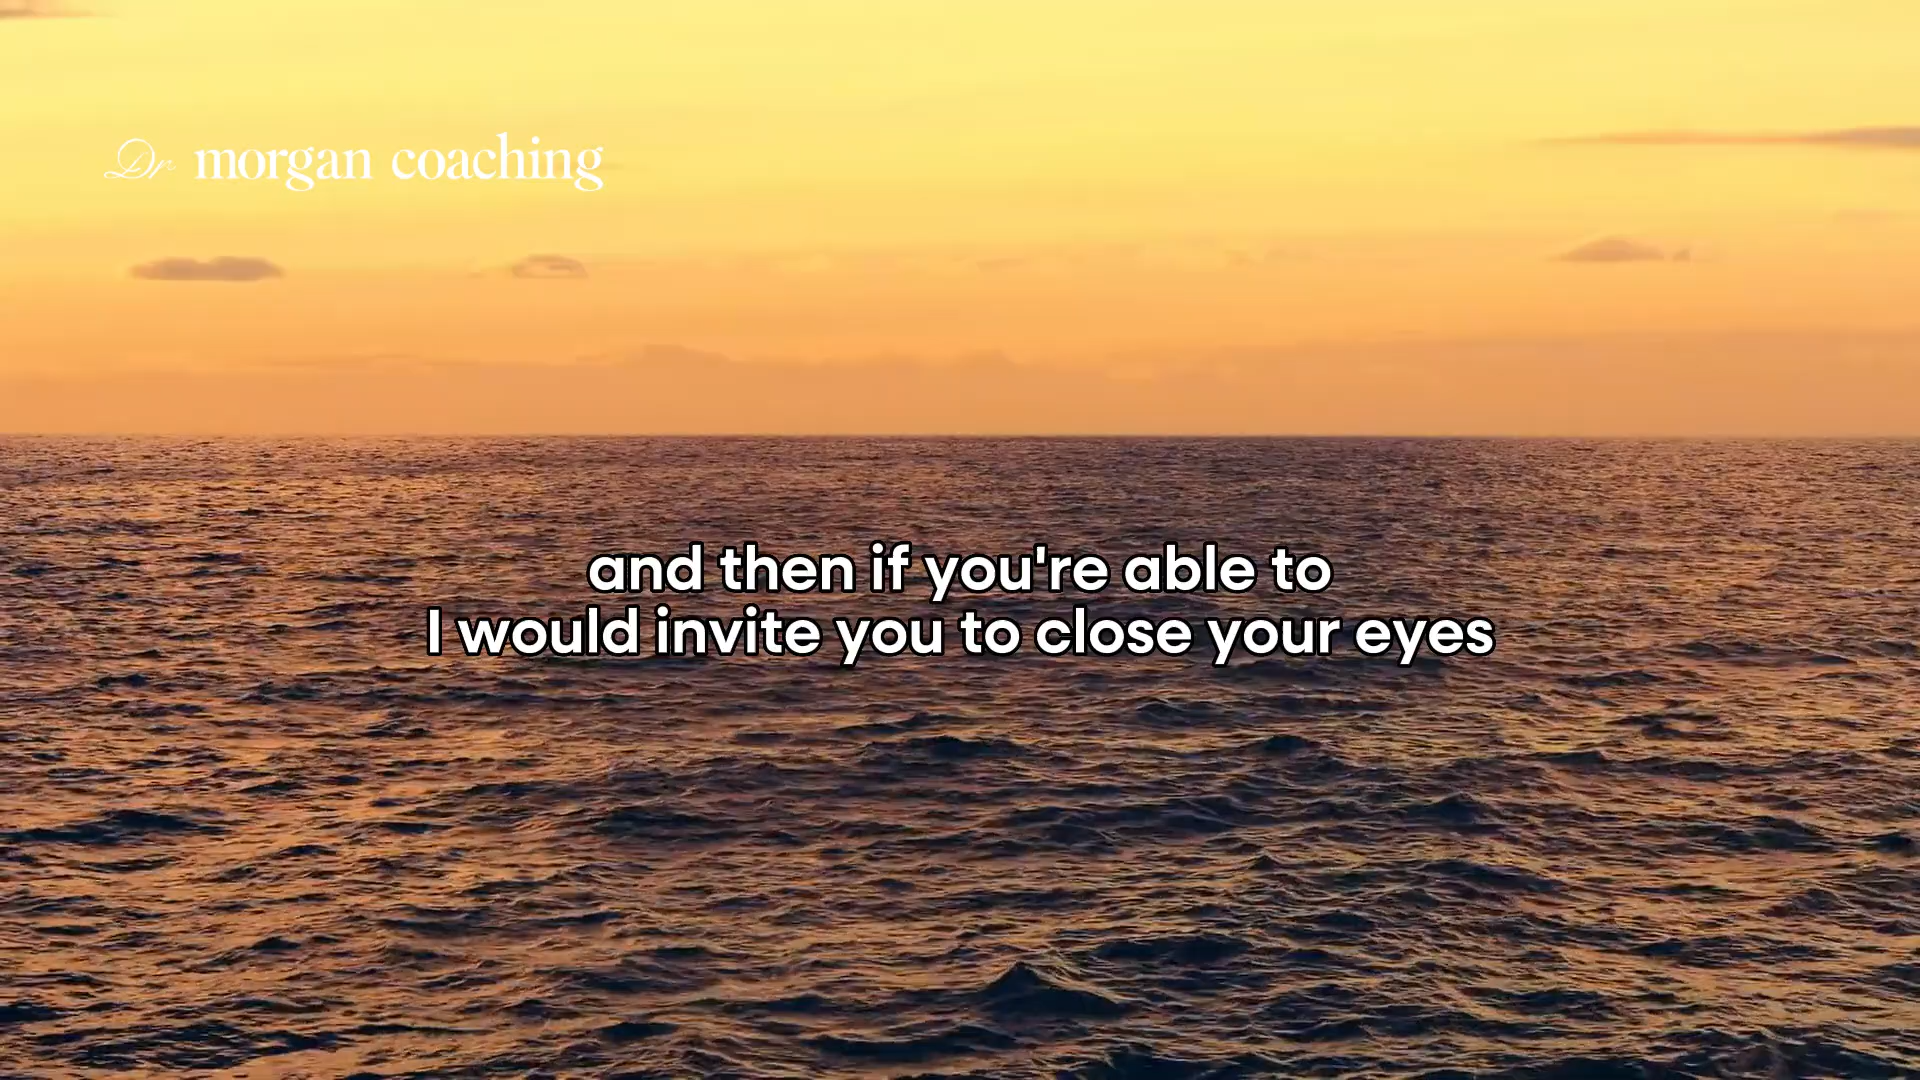 Dr morgan coaching
and then if you're able to
I would invite you to close your eyes